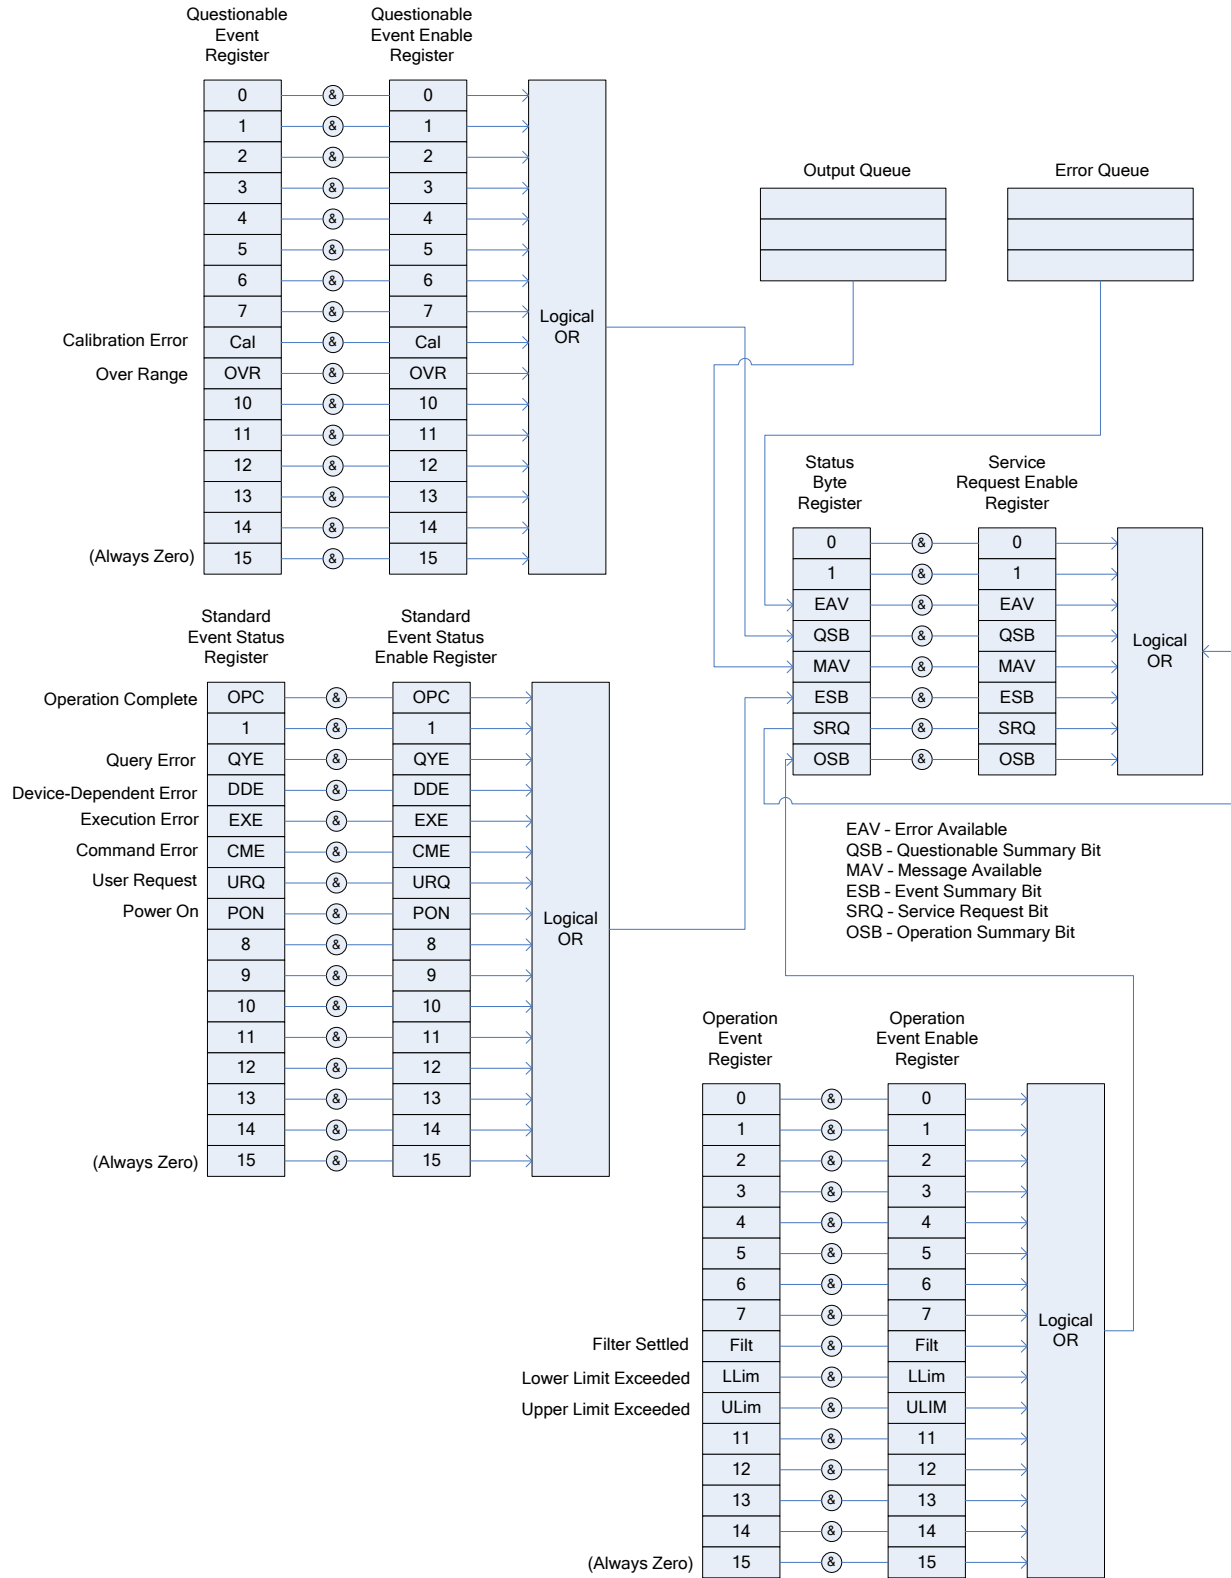 Questionable
Event
Register
Questionable
Event Enable
Register
0 & 0
1 & 1
2 & 2
3 & 3
4 & 4
5 & 5
6 & 6
7 & 7
Calibration Error Cal & Cal
Over Range OVR & OVR
10 & 10
11 & 11
12 & 12
13 & 13
14 & 14
(Always Zero) 15 & 15
Logical
OR
Output Queue
Error Queue
Status
Byte
Register
Service
Request Enable
Register
0 & 0
1 & 1
EAV & EAV
QSB & QSB
MAV & MAV
ESB & ESB
SRQ & SRQ
OSB & OSB
Logical
OR
EAV - Error Available
QSB - Questionable Summary Bit
MAV - Message Available
ESB - Event Summary Bit
SRQ - Service Request Bit
OSB - Operation Summary Bit
Standard
Event Status
Register
Standard
Event Status
Enable Register
Operation Complete OPC & OPC
1 & 1
Query Error QYE & QYE
Device-Dependent Error DDE & DDE
Execution Error EXE & EXE
Command Error CME & CME
User Request URQ & URQ
Power On PON & PON
8 & 8
9 & 9
10 & 10
11 & 11
12 & 12
13 & 13
14 & 14
(Always Zero) 15 & 15
Logical
OR
Operation
Event
Register
Operation
Event Enable
Register
0 & 0
1 & 1
2 & 2
3 & 3
4 & 4
5 & 5
6 & 6
7 & 7
Filter Settled Filt & Filt
Lower Limit Exceeded LLim & LLim
Upper Limit Exceeded ULim & ULIM
11 & 11
12 & 12
13 & 13
14 & 14
(Always Zero) 15 & 15
Logical
OR